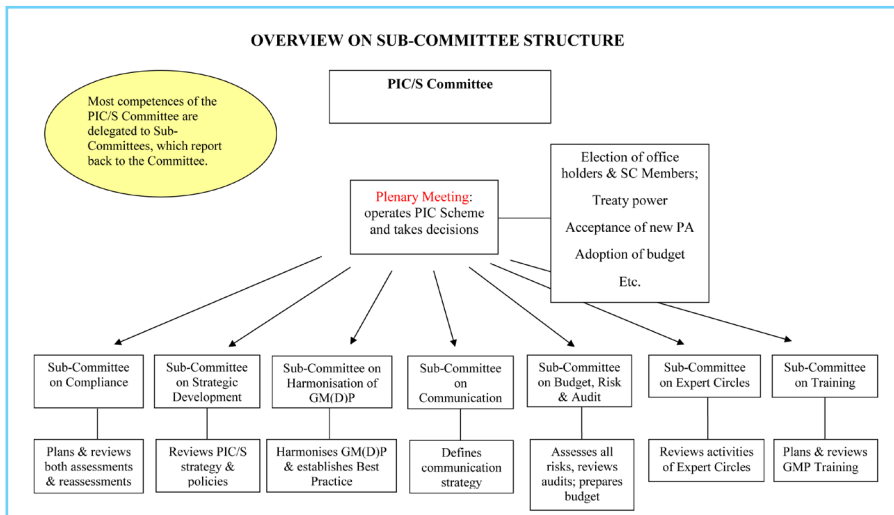 OVERVIEW ON SUB-COMMITTEE STRUCTURE
PIC/S Committee
Most competences of the
PIC/S Committee are
delegated to Sub-
Committees, which report
back to the Committee.
Plenary Meeting:
operates PIC Scheme
and takes decisions
Election of office
holders & SC Members;
Treaty power
Acceptance of new PA
Adoption of budget
Etc.
Sub-Committee
on Compliance
Sub-Committee
on Strategic
Development
Sub-Committee on
Harmonisation of
GM(D)P
Sub-Committee
on
Communication
Sub-Committee
on Budget, Risk
& Audit
Sub-Committee
on Expert Circles
Sub-Committee
on Training
Plans & reviews
both assessments
& reassessments
Reviews PIC/S
strategy &
policies
Harmonises GM(D)P
& establishes Best
Practice
Defines
communication
strategy
Assesses all
risks, reviews
audits; prepares
budget
Reviews activities
of Expert Circles
Plans & reviews
GMP Training